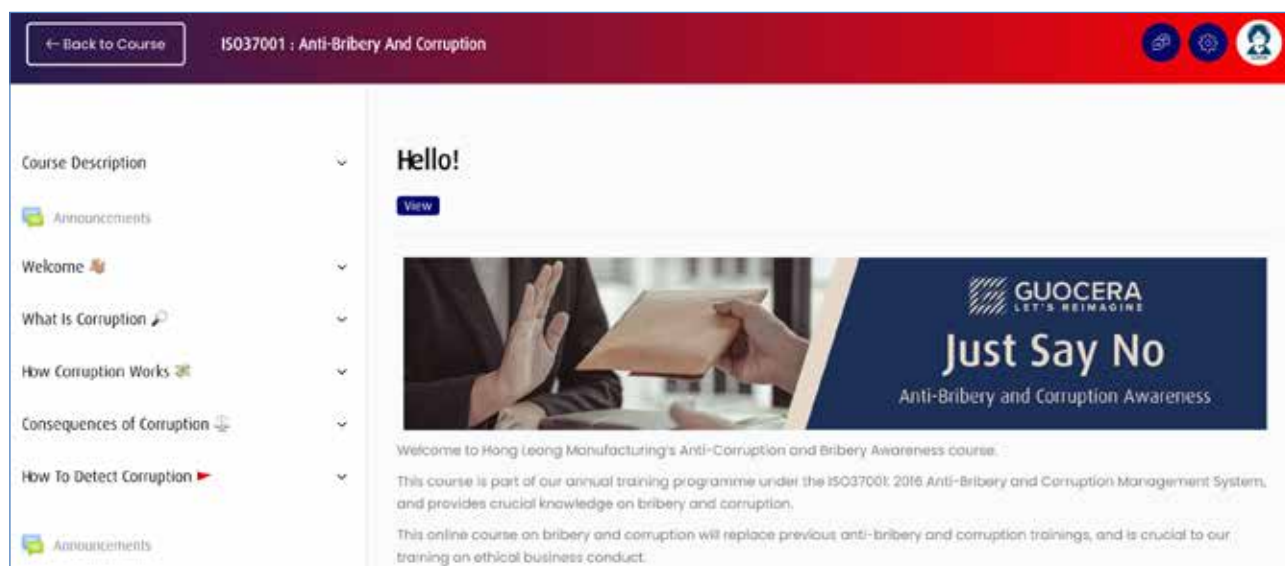 ← Back to Course
ISO37001 : Anti-Bribery And Corruption
Course Description
Announcements
Welcome
What Is Corruption
How Corruption Works
Consequences of Corruption
How To Detect Corruption
Announcements
Hello!
View
GUOCERA
LET'S REIMAGINE
Just Say No
Anti-Bribery and Corruption Awareness
Welcome to Hong Leong Manufacturing's Anti-Corruption and Bribery Awareness course.
This course is part of our annual training programme under the ISO37001: 2016 Anti-Bribery and Corruption Management System,
and provides crucial knowledge on bribery and corruption.
This online course on bribery and corruption will replace previous anti-bribery and corruption trainings, and is crucial to our
training on ethical business conduct.